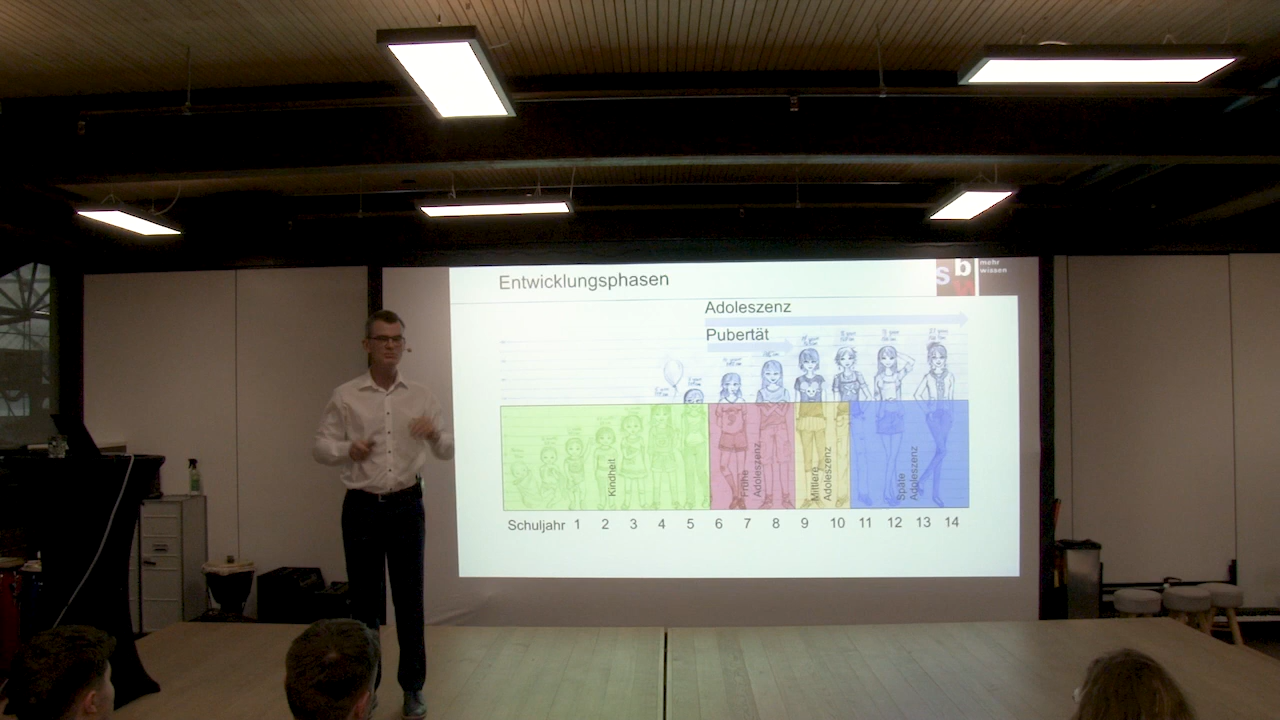 Entwicklungsphasen
sb
mehr
wissen
Adoleszenz
Pubertät
Kindheit
Frühe
Adoleszenz
Mittlere
Adoleszenz
Späte
Adoleszenz
Schuljahr 1 2 3 4 5 6 7 8 9 10 11 12 13 14